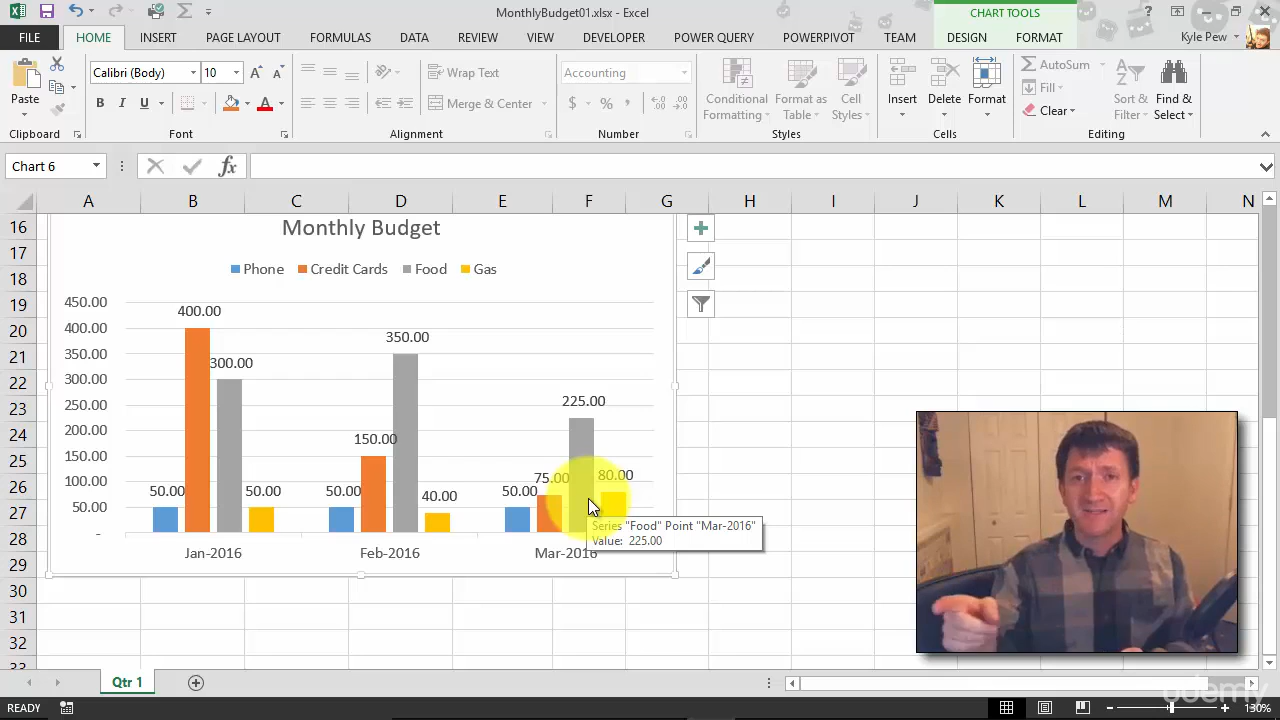 MonthlyBudget01.xlsx - Excel
CHART TOOLS
FILE HOME INSERT PAGE LAYOUT FORMULAS DATA REVIEW VIEW DEVELOPER POWER QUERY POWERPIVOT TEAM DESIGN FORMAT Kyle Pew
Paste
Calibri (Body) 10
B I U A
Wrap Text
Merge & Center
Accounting
$ % ,
Conditional Formatting
Format as Table
Cell Styles
Insert Delete Format
AutoSum
Fill
Clear
Sort & Filter
Find & Select
Clipboard Font Alignment Number Styles Cells Editing
Chart 6 fx
A B C D E F G H I J K L M N
16
17
18
19
20
21
22
23
24
25
26
27
28
29
30
31
32
33
Monthly Budget
Phone Credit Cards Food Gas
450.00
400.00
350.00
300.00
250.00
200.00
150.00
100.00
50.00
-
50.00 400.00 300.00 50.00
50.00 150.00 350.00 40.00
50.00 75.00 225.00 80.00
Jan-2016 Feb-2016 Mar-2016
Series "Food" Point "Mar-2016"
Value: 225.00
Qtr 1
udemy
READY 130%